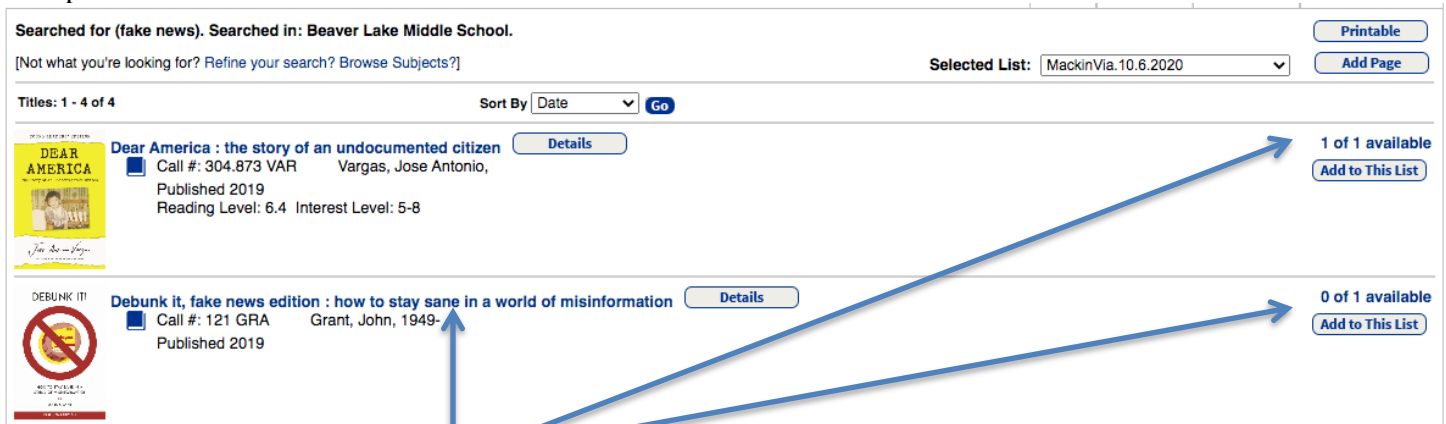 Searched for (fake news). Searched in: Beaver Lake Middle School.
Printable
[Not what you're looking for? Refine your search? Browse Subjects?]
Selected List: MackinVia.10.6.2020
Add Page
Titles: 1 - 4 of 4
Sort By Date Go
DEAR
AMERICA
Dear America : the story of an undocumented citizen Details
1 of 1 available
Call #: 304.873 VAR Vargas, Jose Antonio,
Add to This List
Published 2019
Reading Level: 6.4 Interest Level: 5-8
DEBUNK IT!
Debunk it, fake news edition : how to stay sane in a world of misinformation Details
0 of 1 available
Call #: 121 GRA Grant, John, 1949-
Add to This List
Published 2019